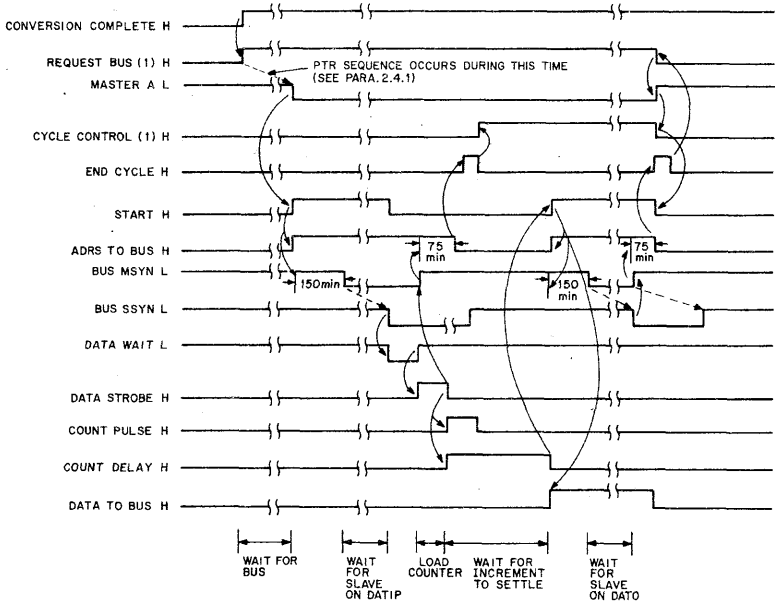 CONVERSION COMPLETE H
REQUEST BUS (1) H
PTR SEQUENCE OCCURS DURING THIS TIME
(SEE PARA. 2.4.1)
MASTER A L
CYCLE CONTROL (1) H
END CYCLE H
START H
ADRS TO BUS H
75
min
75
min
BUS MSYN L
150min
150
min
BUS SSYN L
DATA WAIT L
DATA STROBE H
COUNT PULSE H
COUNT DELAY H
DATA TO BUS H
WAIT FOR
BUS
WAIT
FOR
SLAVE
ON DATIP
LOAD
COUNTER
WAIT FOR
INCREMENT
TO SETTLE
WAIT
FOR
SLAVE
ON DATO